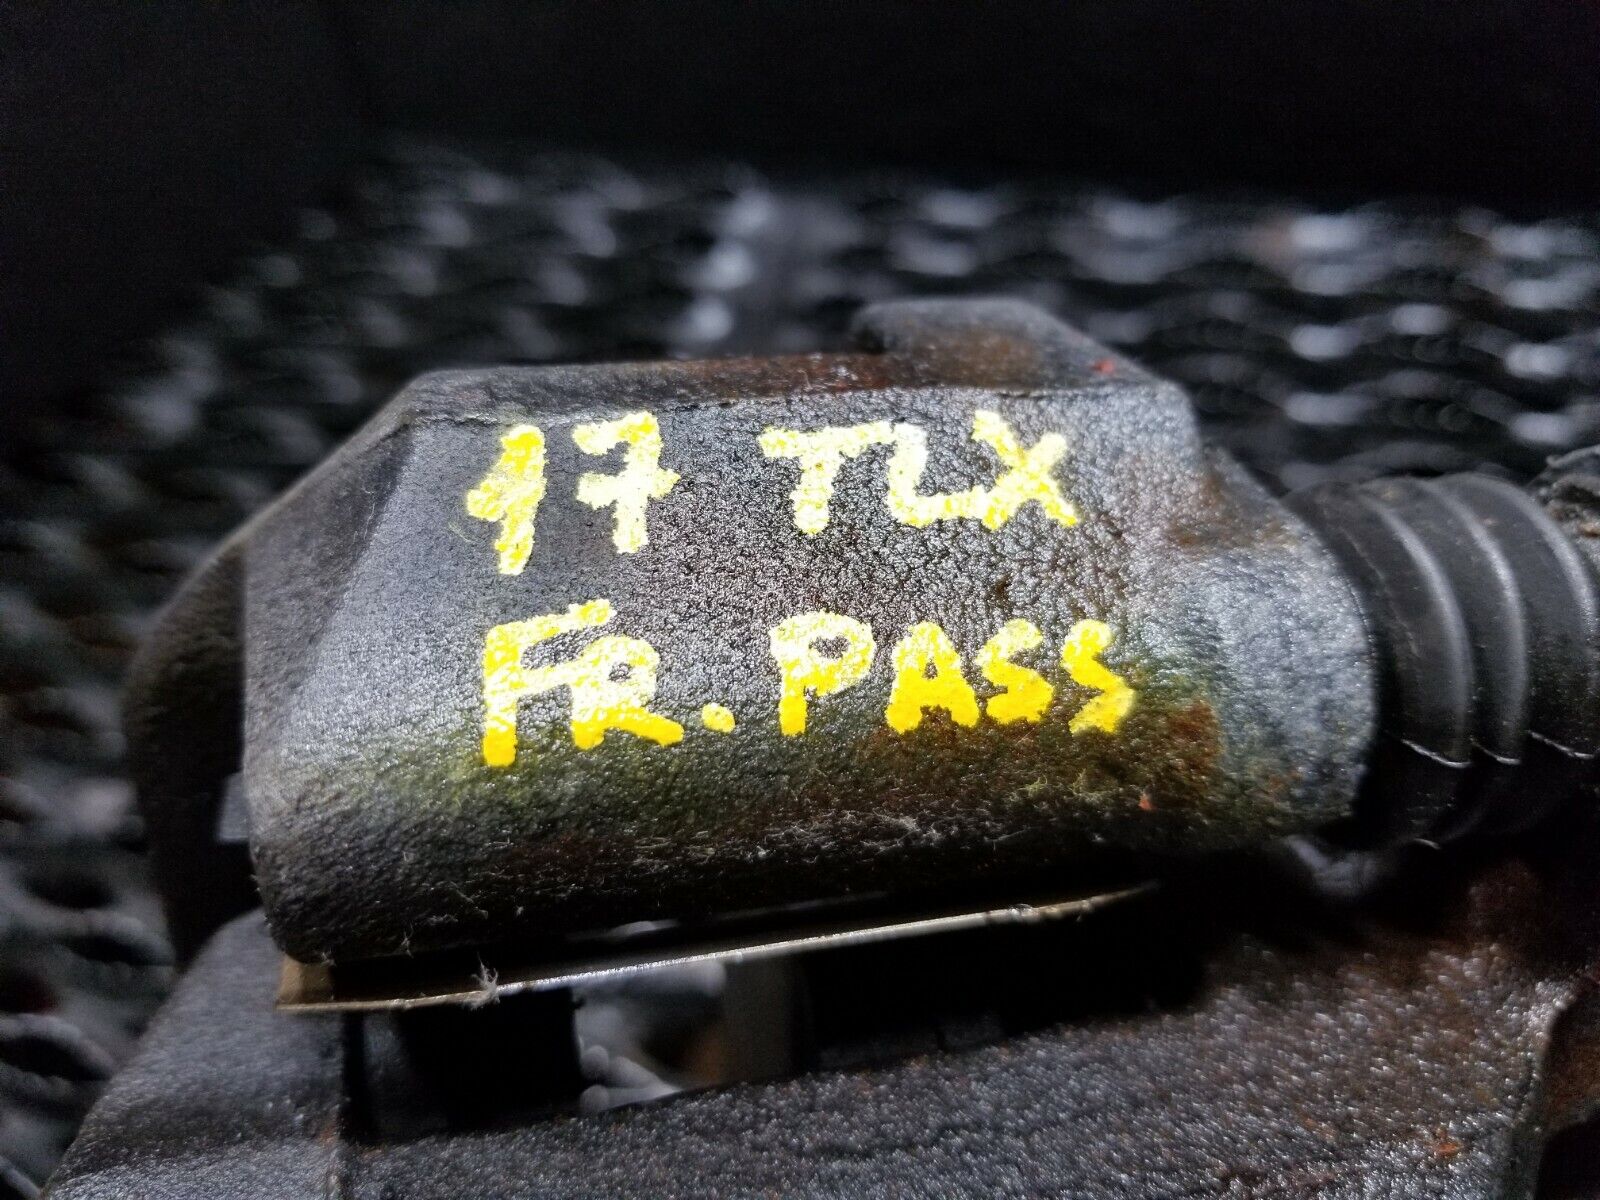 17 TLX
FR. PASS